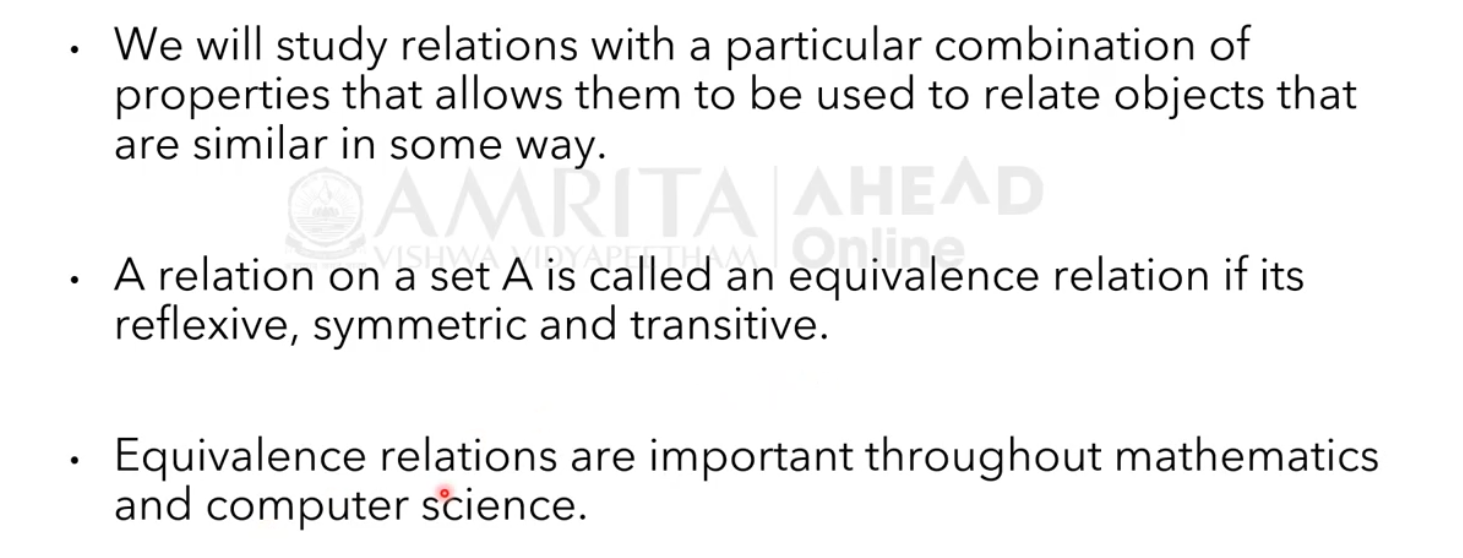 • We will study relations with a particular combination of
properties that allows them to be used to relate objects that
are similar in some way.
AMRITA AHEAD
VISHWA VIDYAPEETHAM Online
• A relation on a set A is called an equivalence relation if its
reflexive, symmetric and transitive.
• Equivalence relations are important throughout mathematics
and computer science.